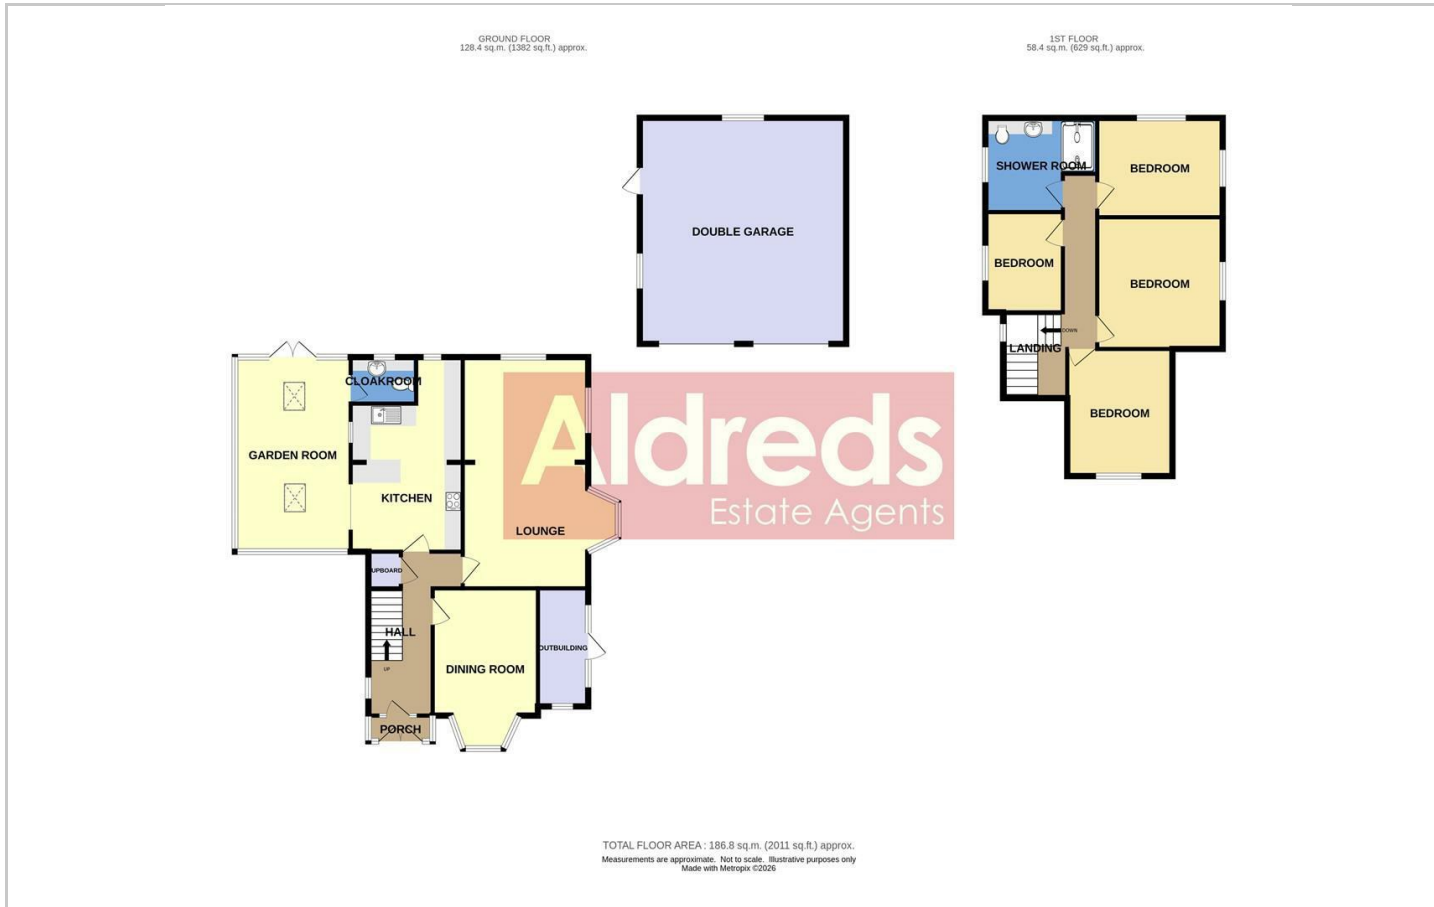 GROUND FLOOR
128.4 sq.m. (1382 sq.ft.) approx.
1ST FLOOR
58.4 sq.m. (629 sq.ft.) approx.
SHOWER ROOM
BEDROOM
DOUBLE GARAGE
BEDROOM
BEDROOM
DOWN
LANDING
BEDROOM
CLOAKROOM
GARDEN ROOM
KITCHEN
LOUNGE
Aldreds
Estate Agents
UPBOARD
HALL
UP
DINING ROOM
OUTBUILDING
PORCH
TOTAL FLOOR AREA : 186.8 sq.m. (2011 sq.ft.) approx.
Measurements are approximate. Not to scale. Illustrative purposes only
Made with Metropix ©2026